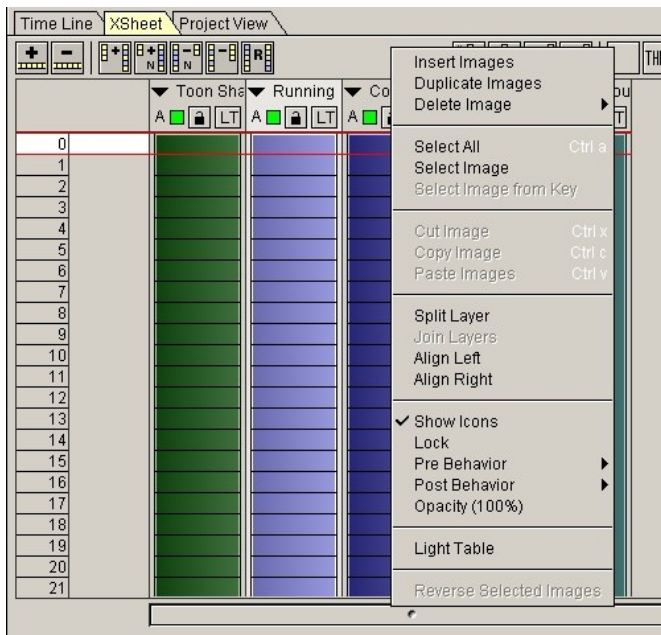 Time Line XSheet Project View
N N R THE
Toon Sha Running Co ou
A LT A LT A T
Insert Images
Duplicate Images
Delete Image
Select All Ctrl a
Select Image
Select Image from Key
Cut Image Ctrl x
Copy Image Ctrl c
Paste Images Ctrl v
Split Layer
Join Layers
Align Left
Align Right
Show Icons
Lock
Pre Behavior
Post Behavior
Opacity (100%)
Light Table
Reverse Selected Images
0
1
2
3
4
5
6
7
8
9
10
11
12
13
14
15
16
17
18
19
20
21